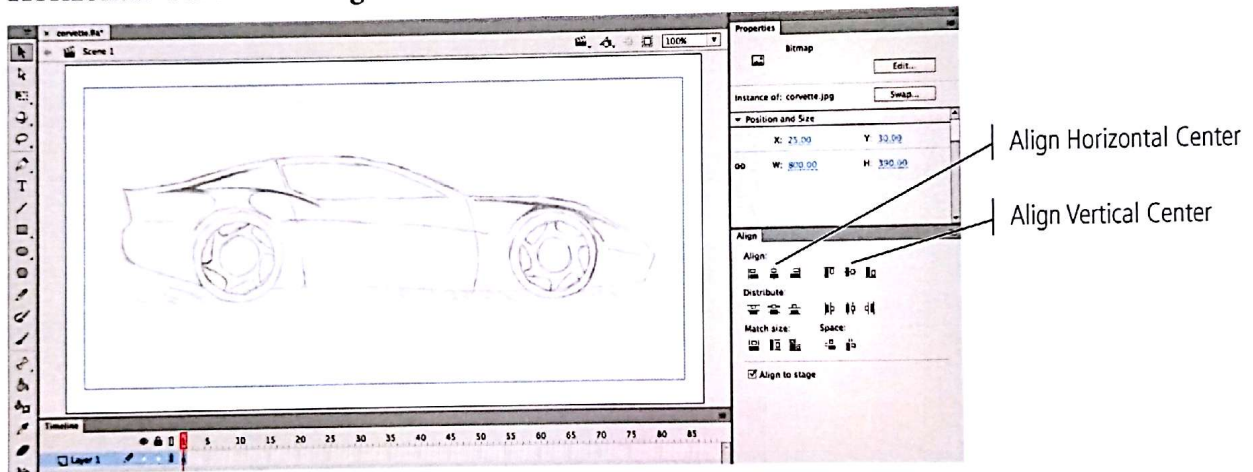 corvette.fla*
Scene 1
100%
Properties
Bitmap
Edit...
Instance of: corvette.jpg
Swap...
Position and Size
X: 25.00 Y: 30.00
W: 800.00 H: 390.00
Align Horizontal Center
Align Vertical Center
Align
Align:
Distribute:
Match size: Space:
Align to stage
Timeline
1 5 10 15 20 25 30 35 40 45 50 55 60 65 70 75 80 85
Layer 1